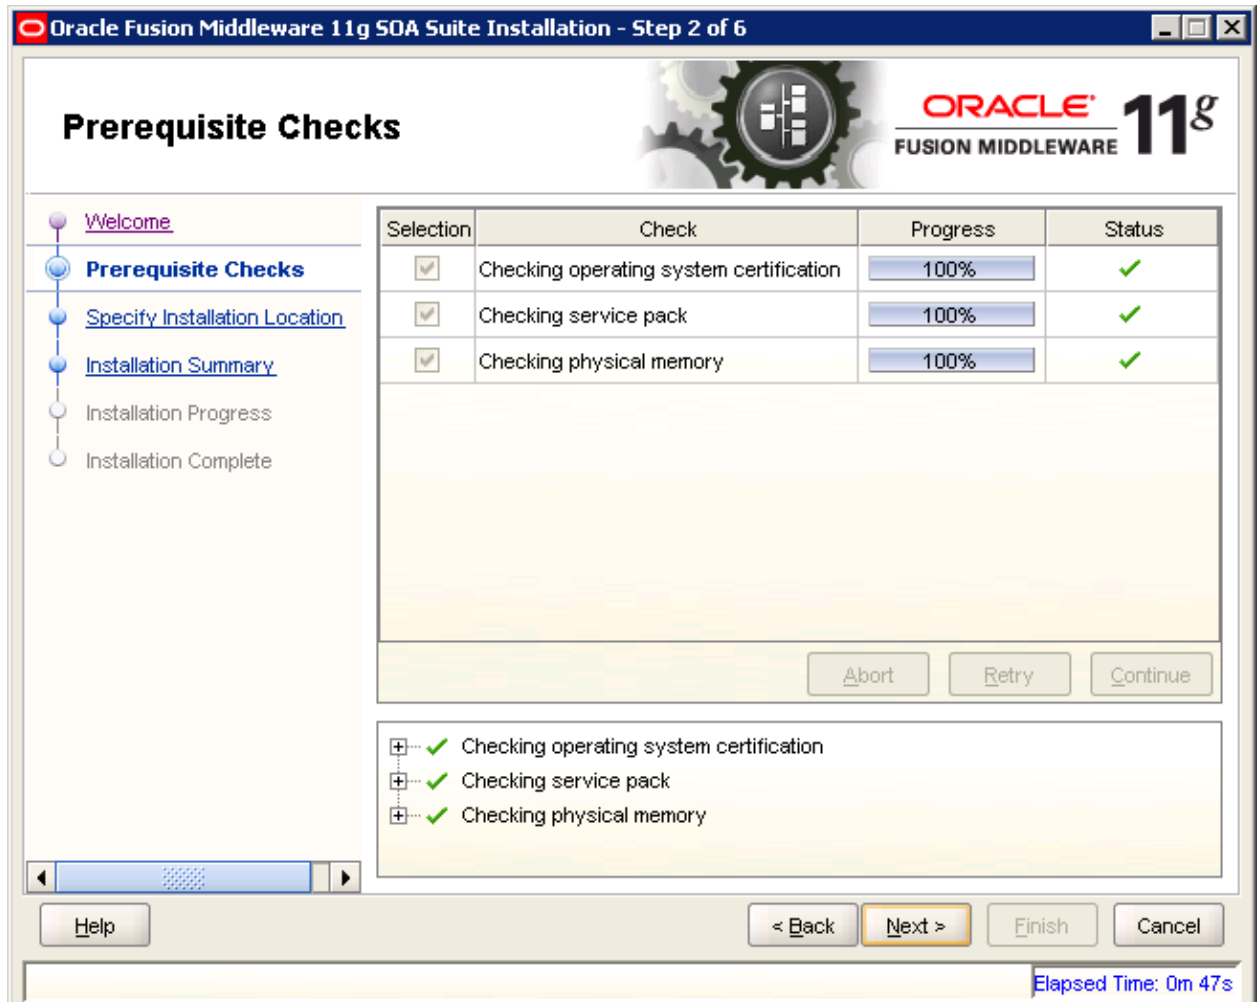 Oracle Fusion Middleware 11g SOA Suite Installation - Step 2 of 6
Prerequisite Checks
ORACLE
FUSION MIDDLEWARE 11g
Welcome
Prerequisite Checks
Specify Installation Location
Installation Summary
Installation Progress
Installation Complete
Selection Check Progress Status
Checking operating system certification 100%
Checking service pack 100%
Checking physical memory 100%
Abort Retry Continue
Checking operating system certification
Checking service pack
Checking physical memory
Help < Back Next > Finish Cancel
Elapsed Time: 0m 47s